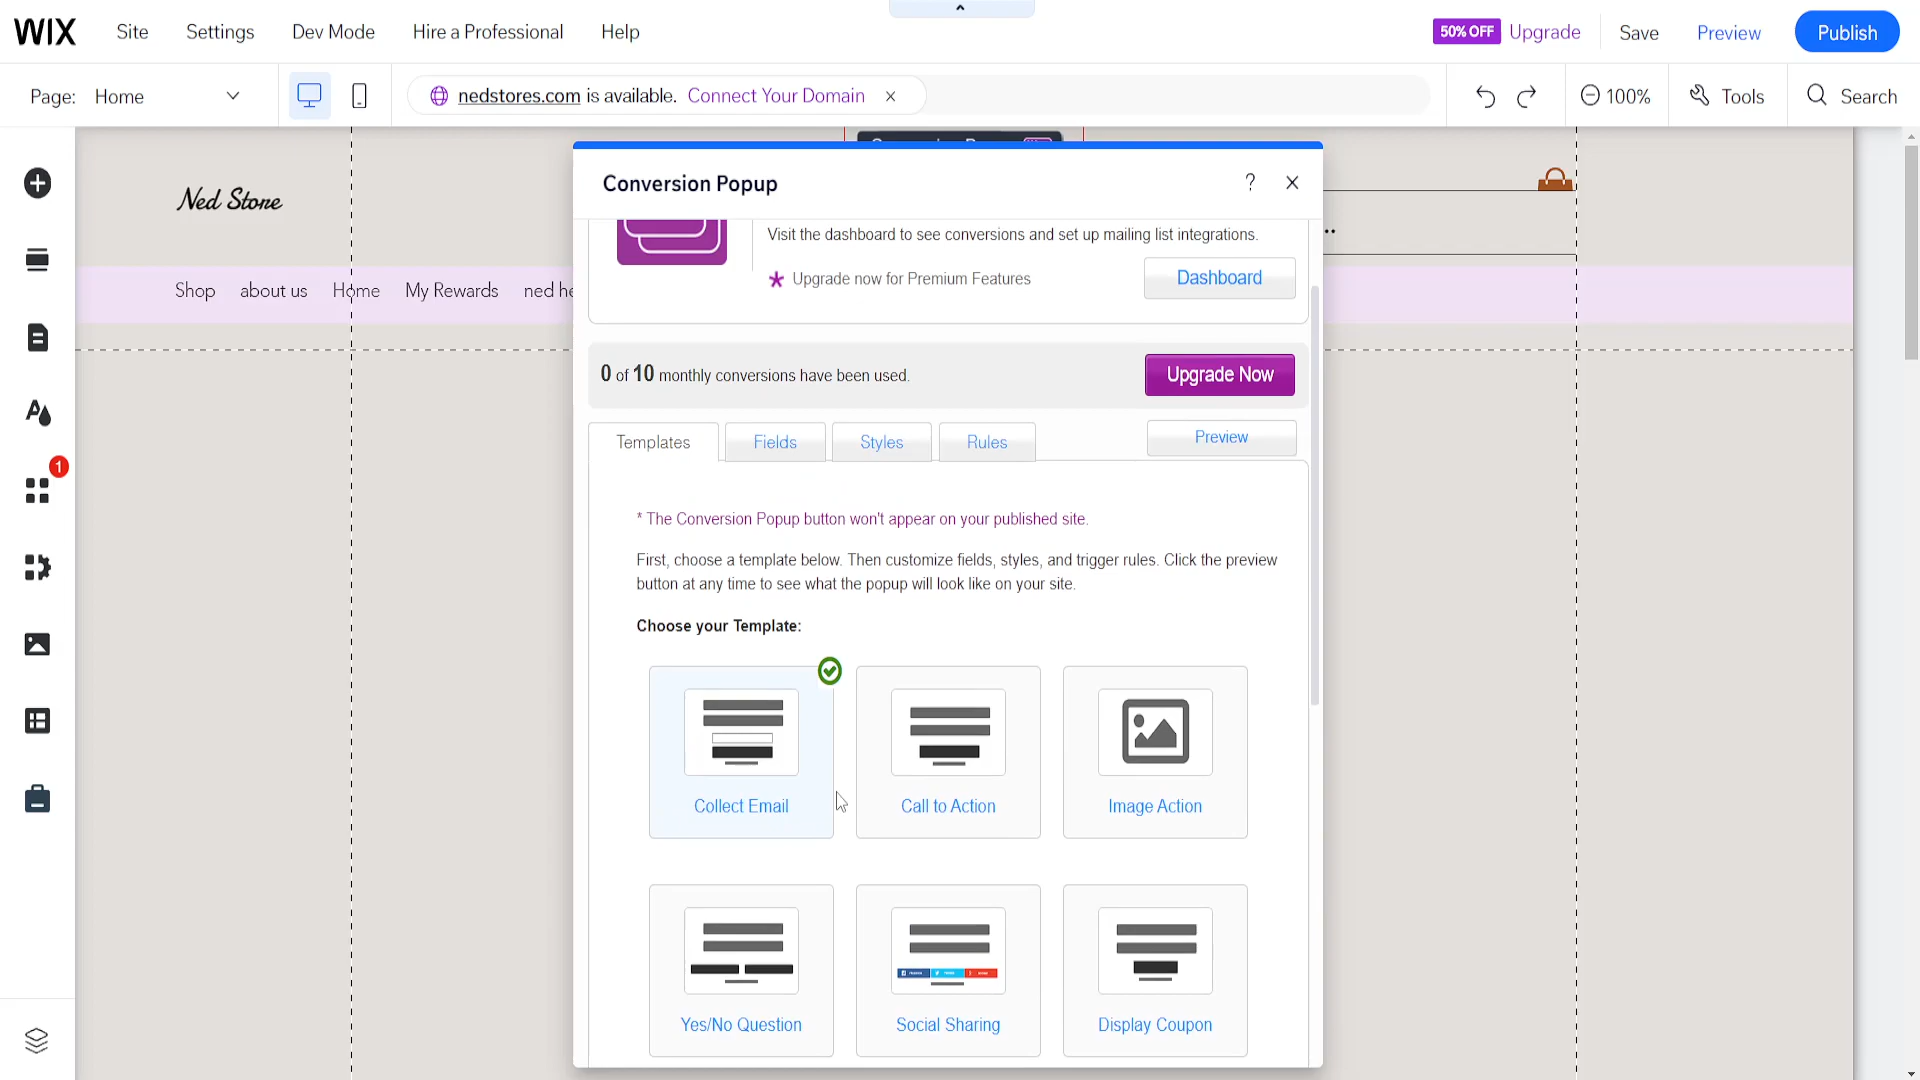 WIX
Site
Settings
Dev Mode
Hire a Professional
Help
50% OFF
Upgrade
Save
Preview
Publish
Page: Home
nedstores.com is available. Connect Your Domain
100%
Tools
Search
Ned Store
Shop
about us
Home
My Rewards
ned he
1
Conversion Popup
?
Visit the dashboard to see conversions and set up mailing list integrations.
* Upgrade now for Premium Features
Dashboard
0 of 10 monthly conversions have been used.
Upgrade Now
Templates
Fields
Styles
Rules
Preview
* The Conversion Popup button won't appear on your published site.
First, choose a template below. Then customize fields, styles, and trigger rules. Click the preview
button at any time to see what the popup will look like on your site.
Choose your Template:
Collect Email
Call to Action
Image Action
Yes/No Question
Social Sharing
Display Coupon